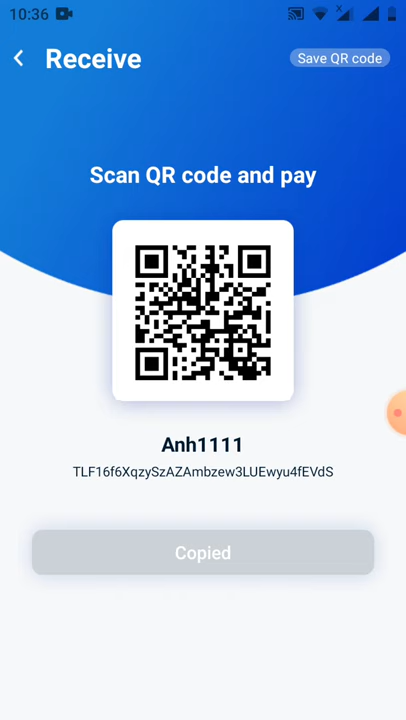 10:36
Receive
Save QR code
Scan QR code and pay
Anh1111
TLF16f6XqzySzAZAmbzew3LUEwyu4fEVdS
Copied